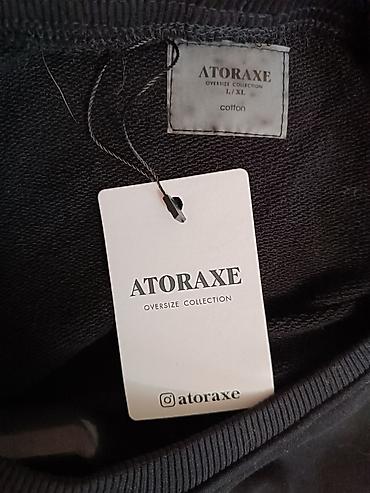 ATORAXE
OVERSIZE COLLECTION
L/XL
cotton
ATORAXE
OVERSIZE COLLECTION
atoraxe